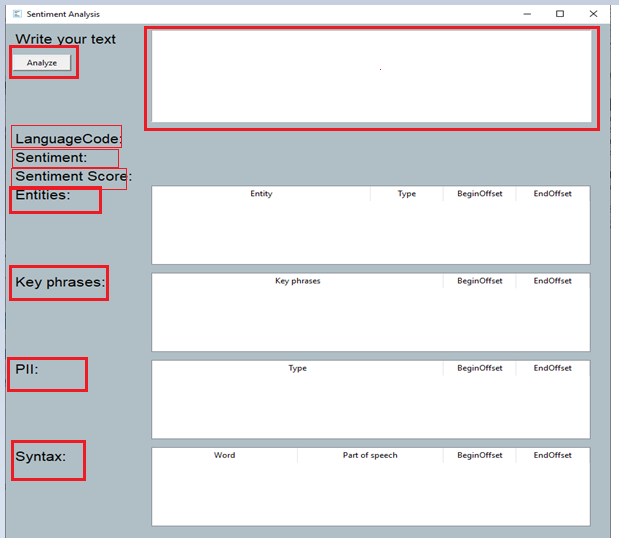 Sentiment Analysis
Write your text
Analyze
LanguageCode:
Sentiment:
Sentiment Score:
Entities:
Entity Type BeginOffset EndOffset
Key phrases:
Key phrases BeginOffset EndOffset
PII:
Type BeginOffset EndOffset
Syntax:
Word Part of speech BeginOffset EndOffset